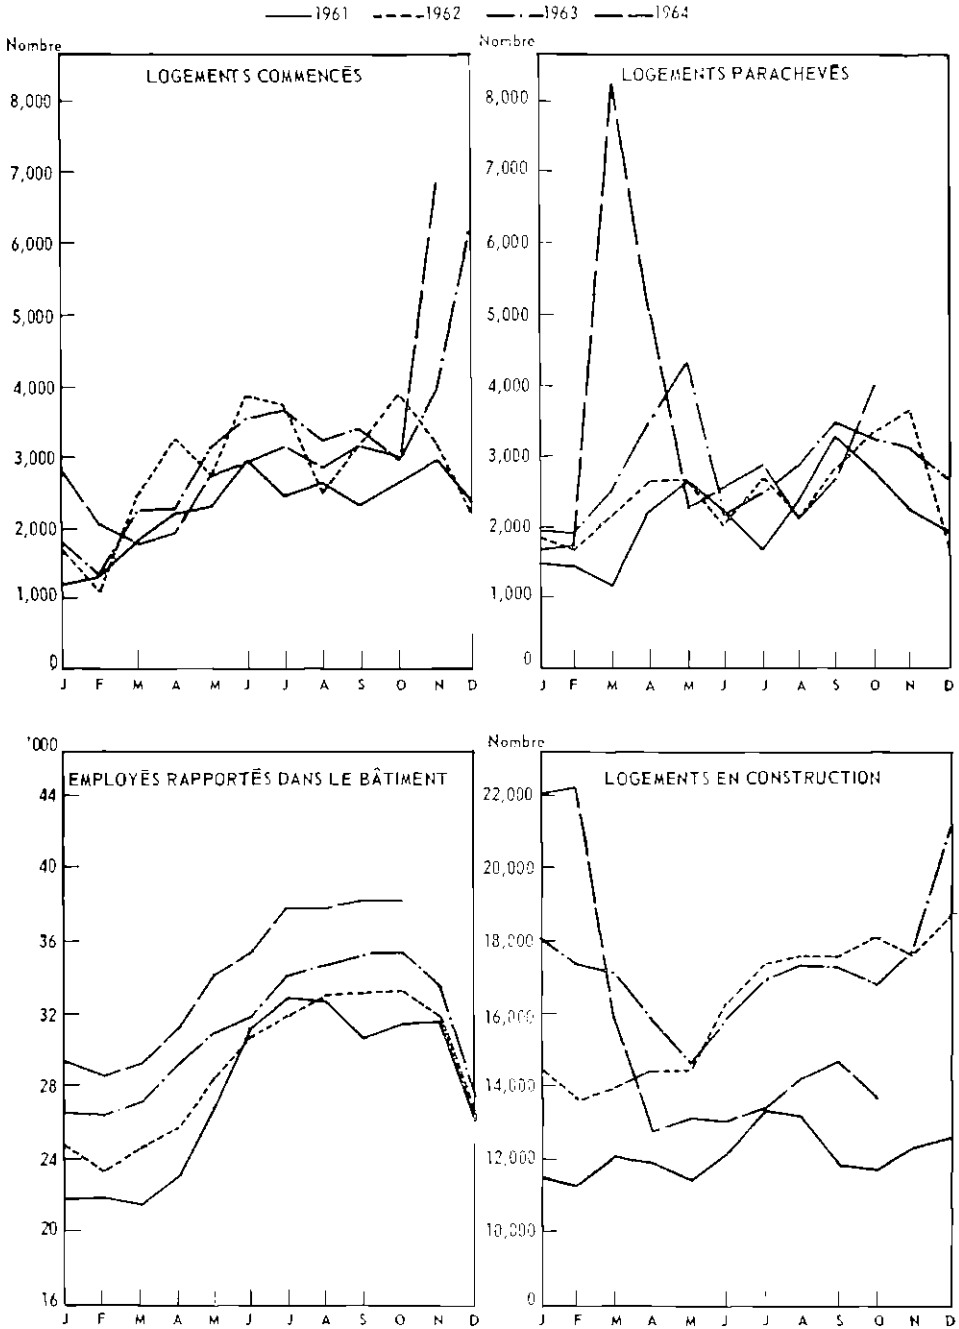 1961 1962 1963 1964
Nombre
LOGEMENTS COMMENCÉS
8,000
7,000
6,000
5,000
4,000
3,000
2,000
1,000
0
J F M A M J J A S O N D
Nombre
LOGEMENTS PARACHEVÉS
8,000
7,000
6,000
5,000
4,000
3,000
2,000
1,000
0
J F M A M J J A S O N D
'000
EMPLOYÉS RAPPORTÉS DANS LE BÂTIMENT
44
40
36
32
28
24
20
16
J F M A M J J A S O N D
Nombre
LOGEMENTS EN CONSTRUCTION
22,000
20,000
18,000
16,000
14,000
12,000
10,000
0
J F M A M J J A S O N D